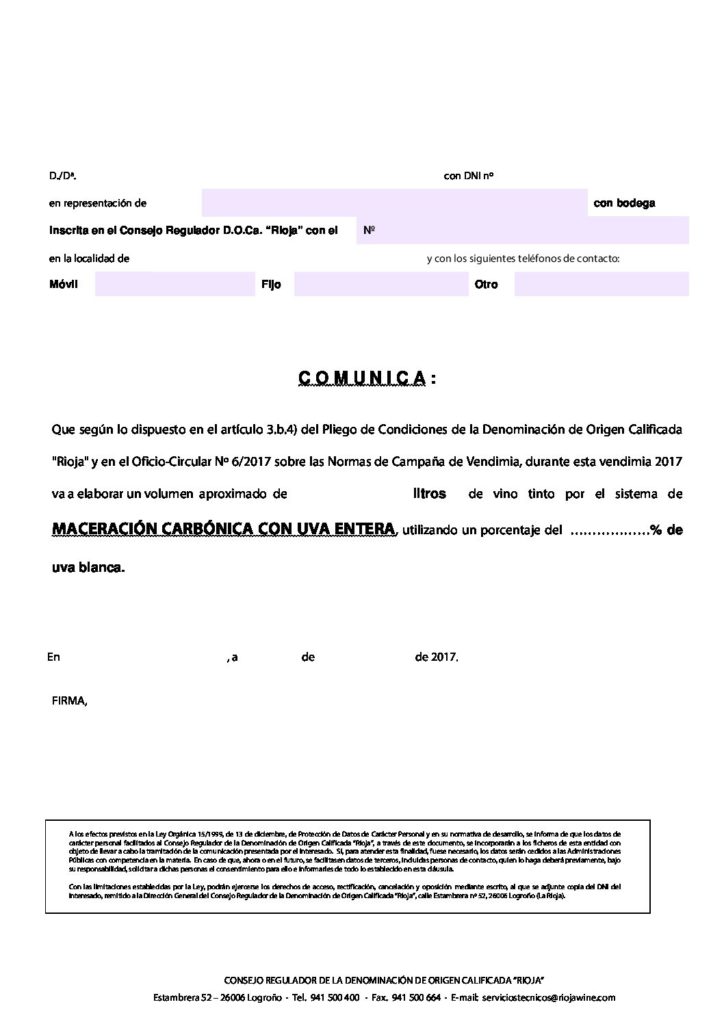 D./Dª. con DNI nº
en representación de con bodega
Inscrita en el Consejo Regulador D.O.Ca. “Rioja” con el Nº
en la localidad de y con los siguientes teléfonos de contacto:
Móvil Fijo Otro
C O M U N I C A :
Que según lo dispuesto en el artículo 3.b.4) del Pliego de Condiciones de la Denominación de Origen Calificada
"Rioja" y en el Oficio-Circular Nº 6/2017 sobre las Normas de Campaña de Vendimia, durante esta vendimia 2017
va a elaborar un volumen aproximado de litros de vino tinto por el sistema de
MACERACIÓN CARBÓNICA CON UVA ENTERA, utilizando un porcentaje del ………………% de
uva blanca.
En , a de de 2017.
FIRMA,
A los efectos previstos en la Ley Orgánica 15/1999, de 13 de diciembre, de Protección de Datos de Carácter Personal y en su normativa de desarrollo, se informa de que los datos de
carácter personal facilitados al Consejo Regulador de la Denominación de Origen Calificada “Rioja”, a través de este documento, se incorporarán a los ficheros de esta entidad con
objeto de llevar a cabo la tramitación de la comunicación presentada por el interesado. Si, para atender esta finalidad, fuese necesario, los datos serán cedidos a las Administraciones
Públicas con competencia en la materia. En caso de que, ahora o en el futuro, se facilitasen datos de terceros, incluidas personas de contacto, quien lo haga deberá previamente, bajo
su responsabilidad, solicitar a dichas personas el consentimiento para ello e informarles de todo lo establecido en esta cláusula.
Con las limitaciones establecidas por la Ley, podrán ejercerse los derechos de acceso, rectificación, cancelación y oposición mediante escrito, al que se adjunte copia del DNI del
interesado, remitido a la Dirección General del Consejo Regulador de la Denominación de Origen Calificada “Rioja”, calle Estambrera nº 52, 26006 Logroño (La Rioja).
CONSEJO REGULADOR DE LA DENOMINACIÓN DE ORIGEN CALIFICADA “RIOJA”
Estambrera 52 – 26006 Logroño - Tel. 941 500 400 - Fax. 941 500 664 - E-mail: serviciostecnicos@riojawine.com